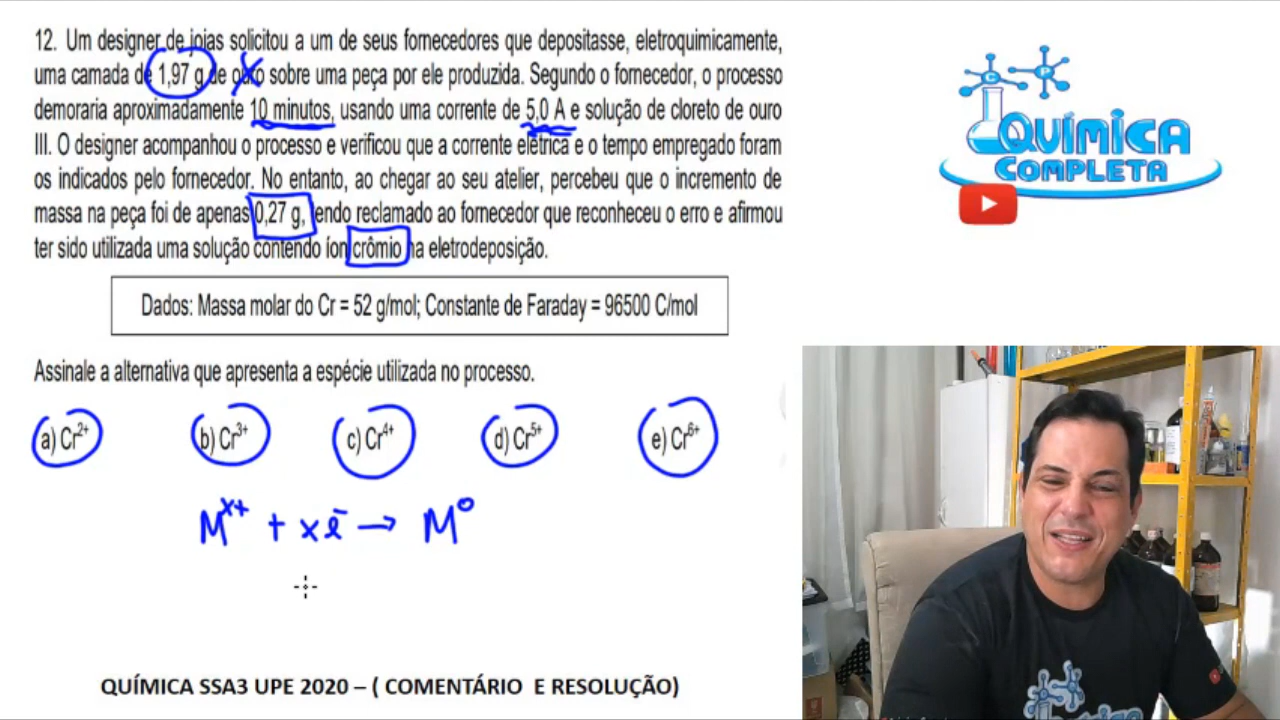 12. Um designer de joias solicitou a um de seus fornecedores que depositasse, eletroquimicamente,
uma camada de 1,97 g de ouro sobre uma peça por ele produzida. Segundo o fornecedor, o processo
demoraria aproximadamente 10 minutos, usando uma corrente de 5,0 A e solução de cloreto de ouro
III. O designer acompanhou o processo e verificou que a corrente elétrica e o tempo empregado foram
os indicados pelo fornecedor. No entanto, ao chegar ao seu atelier, percebeu que o incremento de
massa na peça foi de apenas 0,27 g, tendo reclamado ao fornecedor que reconheceu o erro e afirmou
ter sido utilizada uma solução contendo íon crômio na eletrodeposição.
Dados: Massa molar do Cr = 52 g/mol; Constante de Faraday = 96500 C/mol
Assinale a alternativa que apresenta a espécie utilizada no processo.
a) Cr²⁺ b) Cr³⁺ c) Cr⁴⁺ d) Cr⁵⁺ e) Cr⁶⁺
Mˣ⁺ + x e⁻ → M⁰
QUÍMICA SSA3 UPE 2020 – ( COMENTÁRIO E RESOLUÇÃO)
C P
QUÍMICA
COMPLETA